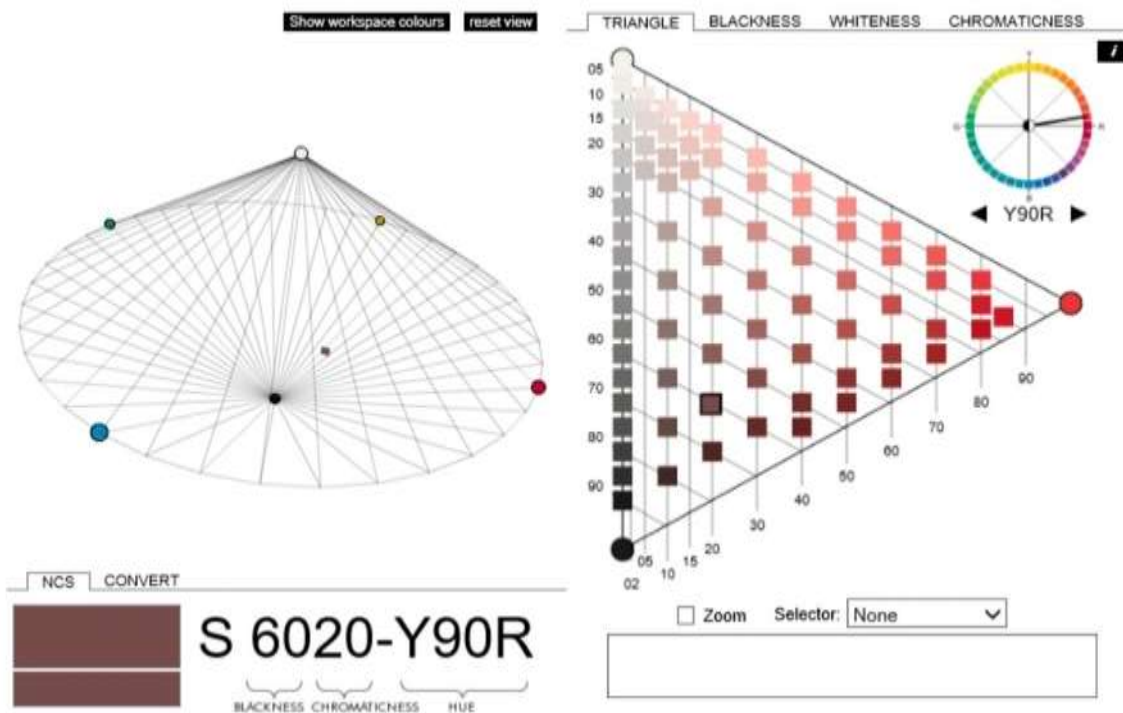 Show workspace colours reset view
TRIANGLE BLACKNESS WHITENESS CHROMATICNESS
i
05
10
15
20
30
40
50
60
70
80
90
Y
G R
B
◀ Y90R ▶
90
80
70
60
50
40
30
20
15
10
05
02
NCS CONVERT
S 6020-Y90R
BLACKNESS CHROMATICNESS HUE
Zoom Selector: None